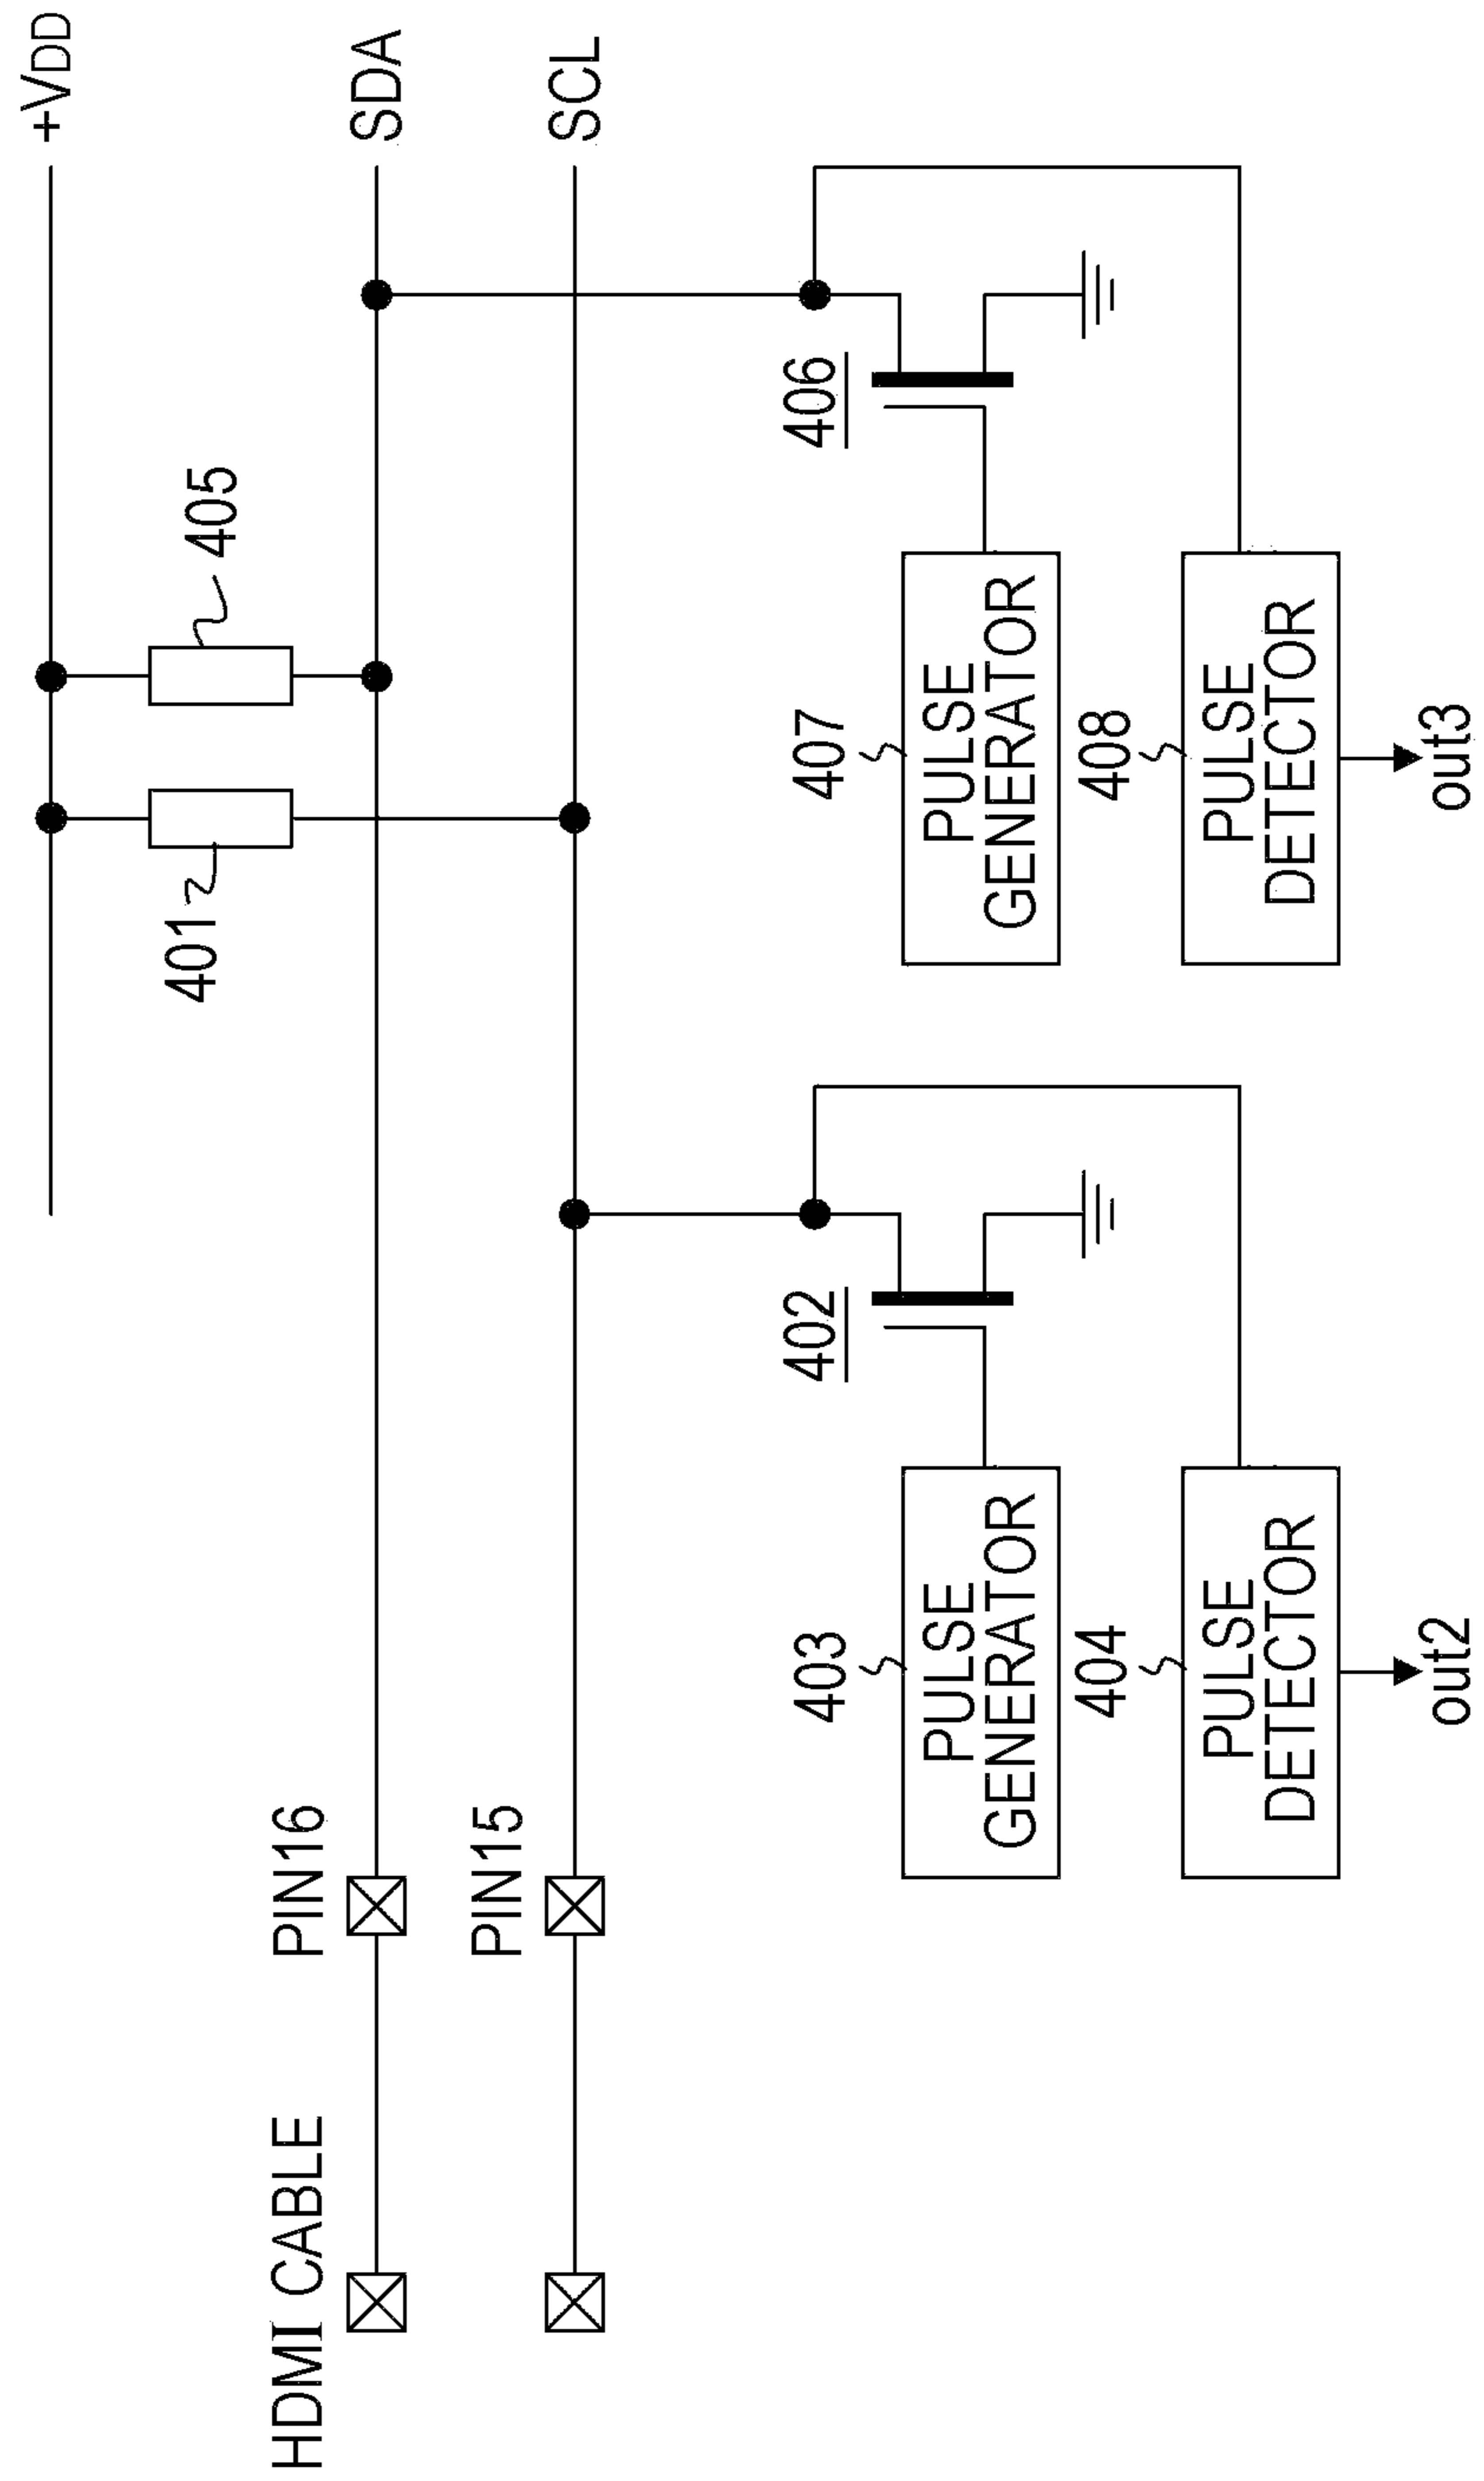 +VDD
SDA
SCL
405
401
406
402
407
PULSE
GENERATOR
408
PULSE
DETECTOR
out3
403
PULSE
GENERATOR
404
PULSE
DETECTOR
out2
PIN16
PIN15
HDMI CABLE